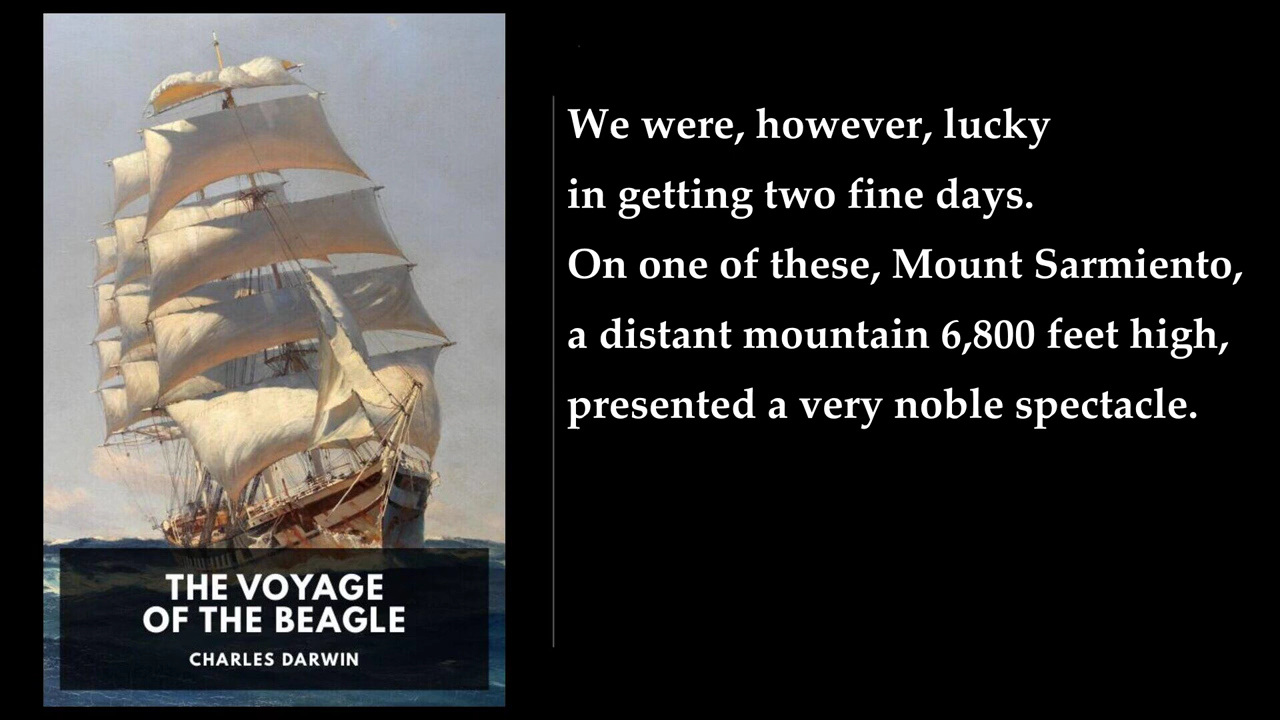 THE VOYAGE
OF THE BEAGLE
CHARLES DARWIN
We were, however, lucky
in getting two fine days.
On one of these, Mount Sarmiento,
a distant mountain 6,800 feet high,
presented a very noble spectacle.